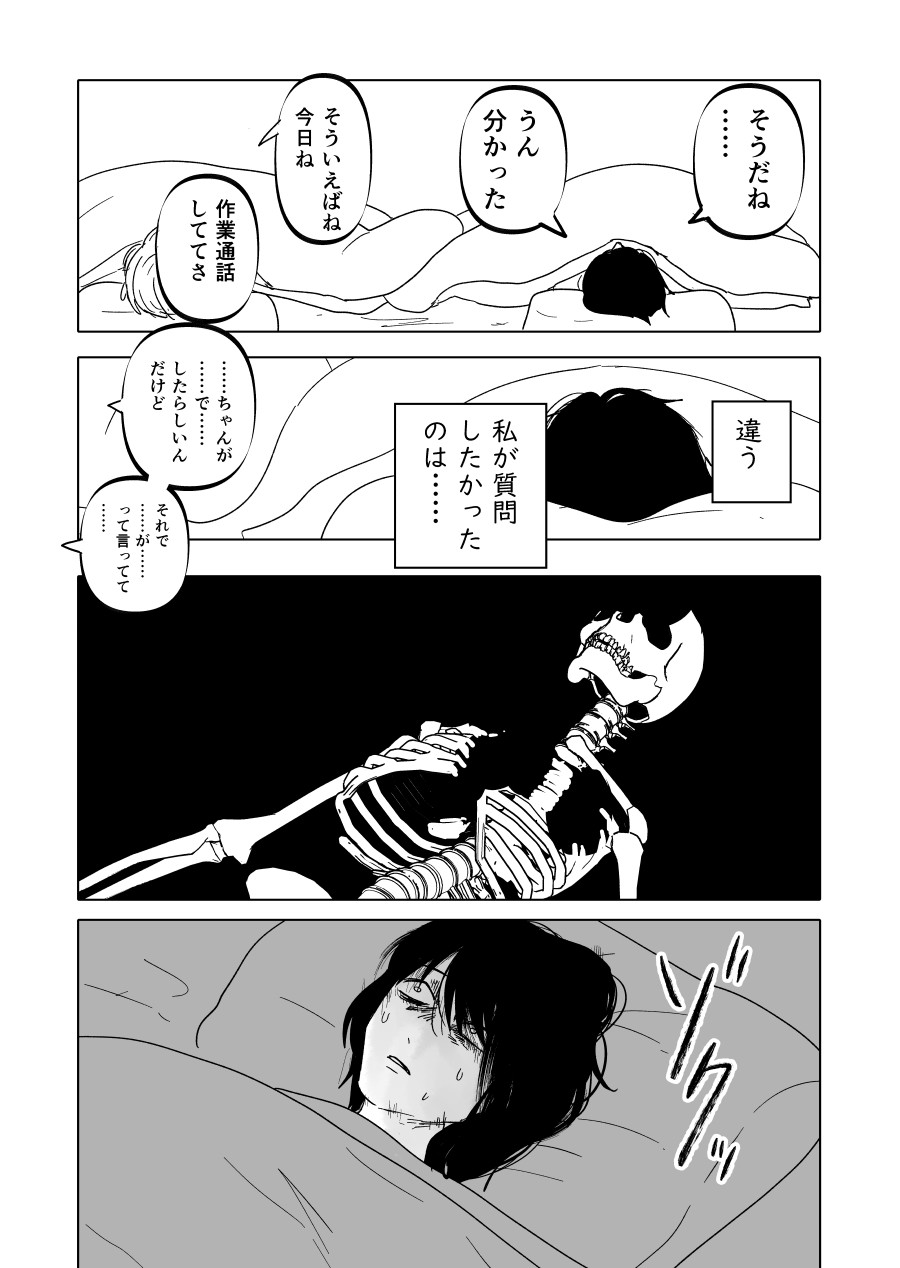 そうだね
……
うん
分かった
そういえばね
今日ね
作業通話
しててさ
違う
私が質問
したかった
のは……
……ちゃんが
……で……
したらしいん
だけど
それで
……が……
って言ってて
……
ゾクッ